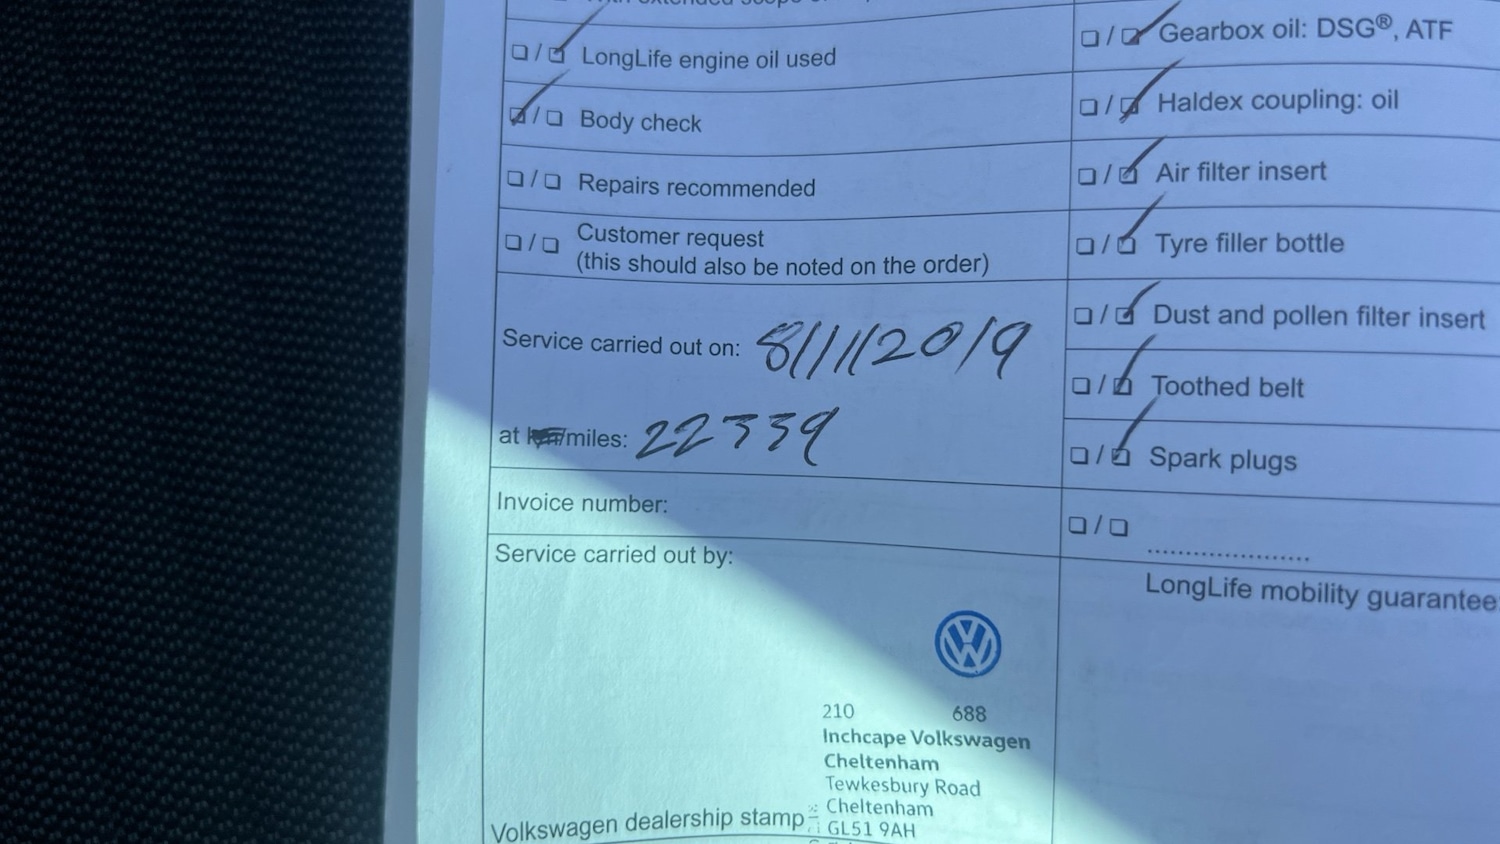 ❏ / ❏ LongLife engine oil used
❏ / ❏ Body check
❏ / ❏ Repairs recommended
❏ / ❏ Customer request
(this should also be noted on the order)
Service carried out on: 8/11/2019
at km/miles: 22339
Invoice number:
Service carried out by:
210 688
Inchcape Volkswagen
Cheltenham
Tewkesbury Road
Cheltenham
GL51 9AH
Volkswagen dealership stamp
❏ / ❏ Gearbox oil: DSG®, ATF
❏ / ❏ Haldex coupling: oil
❏ / ❏ Air filter insert
❏ / ❏ Tyre filler bottle
❏ / ❏ Dust and pollen filter insert
❏ / ❏ Toothed belt
❏ / ❏ Spark plugs
❏ / ❏ .....................
LongLife mobility guarantee